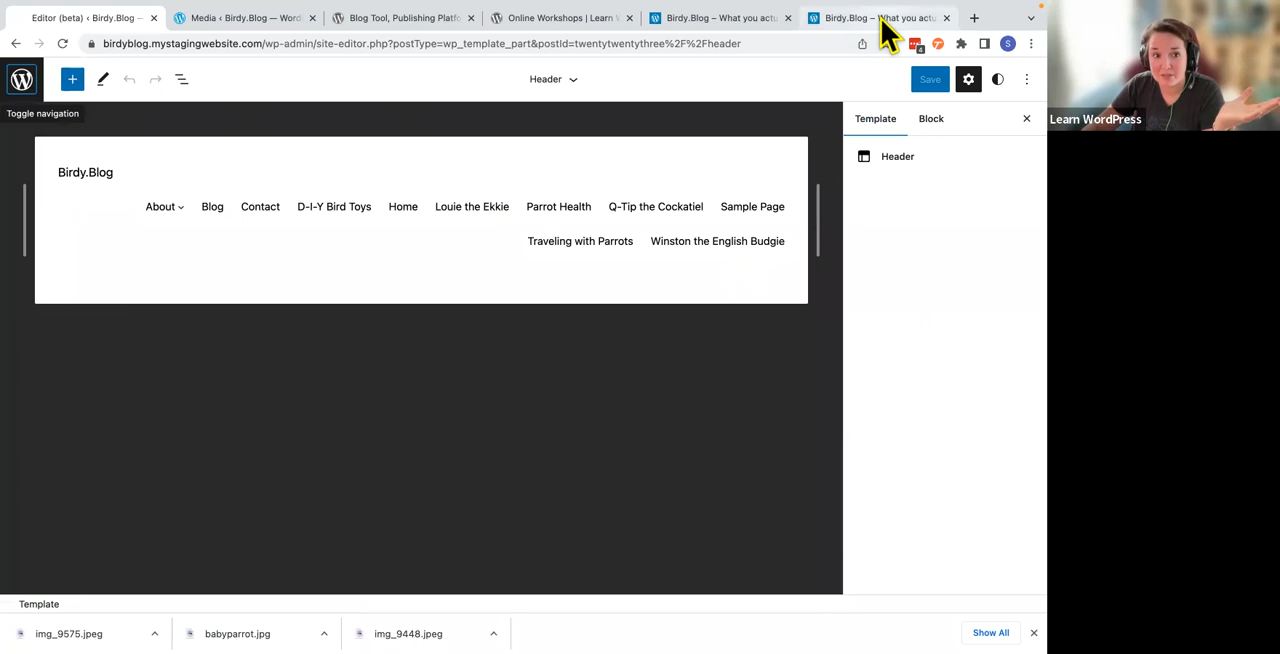 Editor (beta) ‹ Birdy.Blog —
Media ‹ Birdy.Blog — Word
Blog Tool, Publishing Platfo
Online Workshops | Learn W
Birdy.Blog – What you actu
Birdy.Blog – What you actu
birdyblog.mystagingwebsite.com/wp-admin/site-editor.php?postType=wp_template_part&postId=twentytwentythree%2F%2Fheader
4
S
Header
Save
Toggle navigation
Template
Block
Header
Birdy.Blog
About
Blog
Contact
D-I-Y Bird Toys
Home
Louie the Ekkie
Parrot Health
Q-Tip the Cockatiel
Sample Page
Traveling with Parrots
Winston the English Budgie
Learn WordPress
Template
img_9575.jpeg
babyparrot.jpg
img_9448.jpeg
Show All